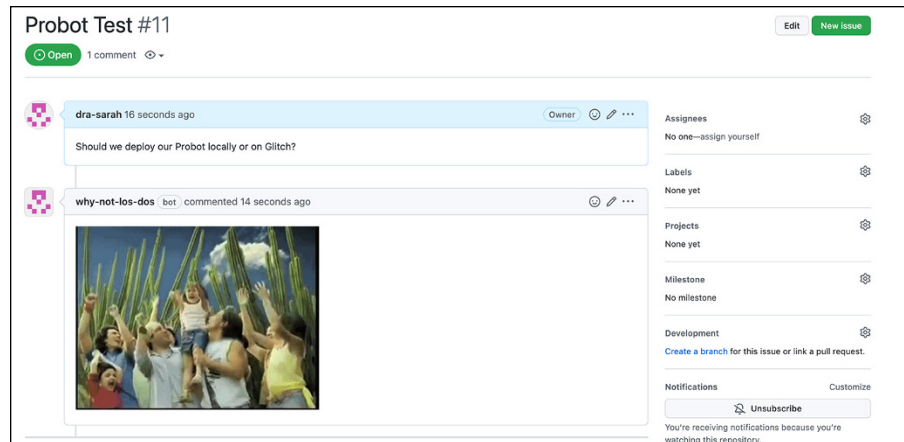 Probot Test #11
Edit
New issue
Open
1 comment
dra-sarah 16 seconds ago
Owner
Should we deploy our Probot locally or on Glitch?
why-not-los-dos bot commented 14 seconds ago
Assignees
No one—assign yourself
Labels
None yet
Projects
None yet
Milestone
No milestone
Development
Create a branch for this issue or link a pull request.
Notifications
Customize
Unsubscribe
You're receiving notifications because you're
watching this repository.